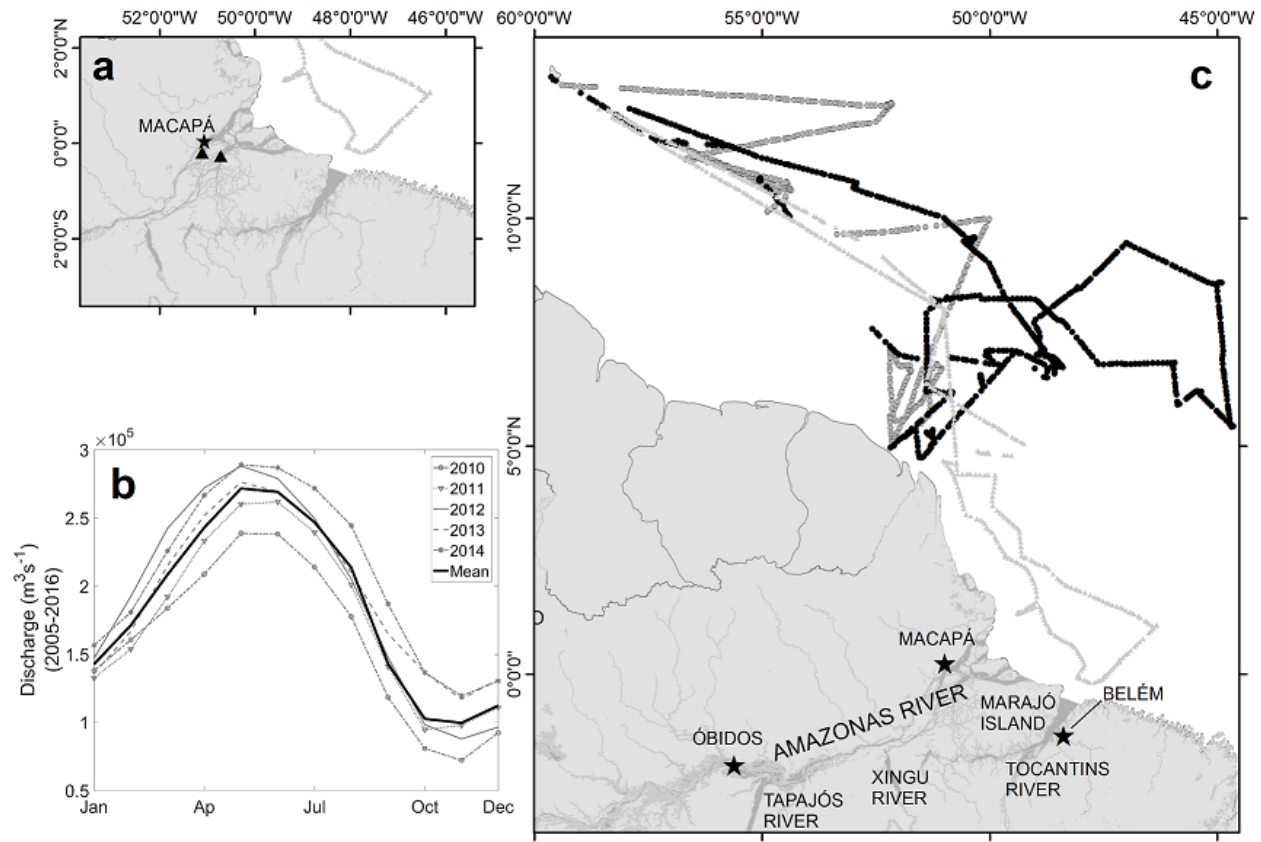 52°0'0"W 50°0'0"W 48°0'0"W 46°0'0"W
2°0'0"N
0°0'0"
2°0'0"S
a
MACAPÁ
3 ×10⁵
2.5
2
1.5
1
0.5
Discharge (m³s⁻¹)
(2005-2016)
b
2010
2011
2012
2013
2014
Mean
Jan Ap Jul Oct Dec
60°0'0"W 55°0'0"W 50°0'0"W 45°0'0"W
10°0'0"N
5°0'0"N
0°0'0"
c
MACAPÁ
AMAZONAS RIVER
MARAJÓ
ISLAND
BELÉM
ÓBIDOS
TAPAJÓS
RIVER
XINGU
RIVER
TOCANTINS
RIVER